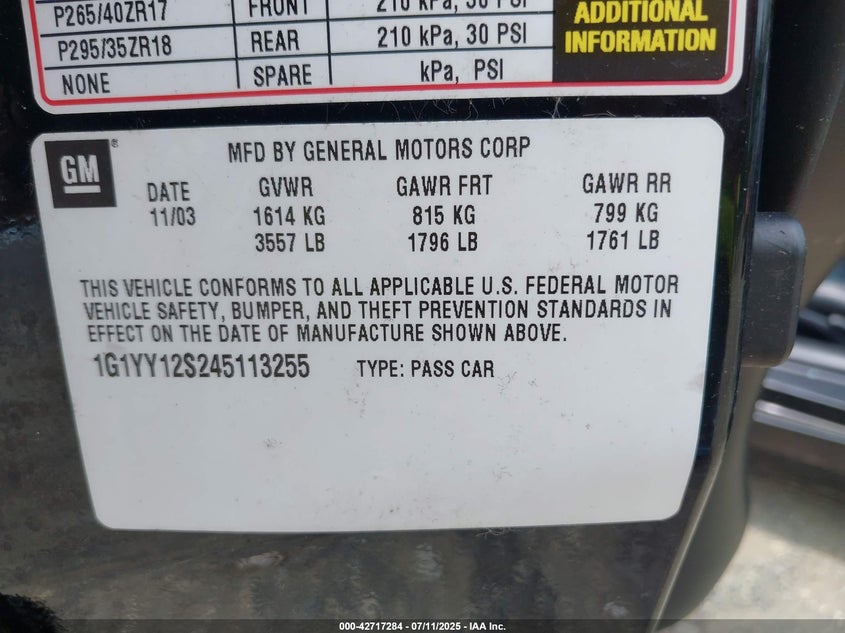 P265/40ZR17 FRONT 210 kPa, 30 PSI
P295/35ZR18 REAR 210 kPa, 30 PSI
NONE SPARE kPa, PSI
ADDITIONAL
INFORMATION
GM®
MFD BY GENERAL MOTORS CORP
DATE GVWR GAWR FRT GAWR RR
11/03 1614 KG 815 KG 799 KG
3557 LB 1796 LB 1761 LB
THIS VEHICLE CONFORMS TO ALL APPLICABLE U.S. FEDERAL MOTOR
VEHICLE SAFETY, BUMPER, AND THEFT PREVENTION STANDARDS IN
EFFECT ON THE DATE OF MANUFACTURE SHOWN ABOVE.
1G1YY12S245113255 TYPE: PASS CAR
000-42717284 | 07/11/2025 | IAA Inc.